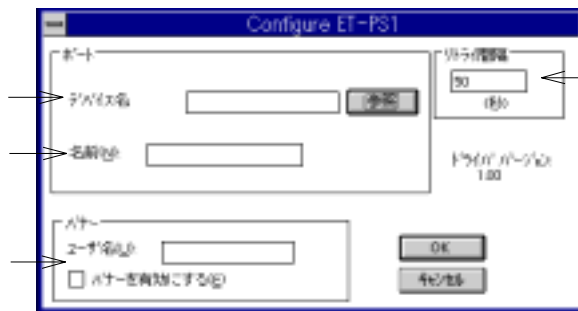 Configure ET-PS1
ポート
デバイス名
参照
名前(N):
リトライ間隔
90
(秒)
ドライバ バージョン:
1.00
バナー
ユーザ名(U):
バナーを有効にする(E)
OK
キャンセル